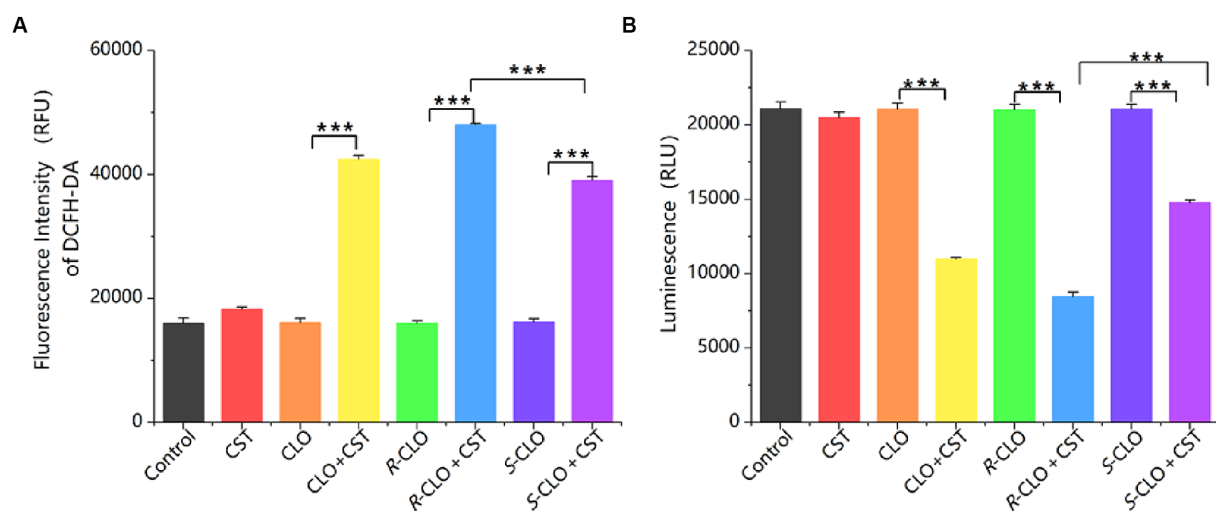 A
Fluorescence Intensity (RFU)
of DCFH-DA
60000
40000
20000
0
***
***
***
***
Control
CST
CLO
CLO+CST
R-CLO
R-CLO+CST
S-CLO
S-CLO+CST
B
Luminescence (RLU)
25000
20000
15000
10000
5000
0
***
***
***
***
Control
CST
CLO
CLO+CST
R-CLO
R-CLO+CST
S-CLO
S-CLO+CST